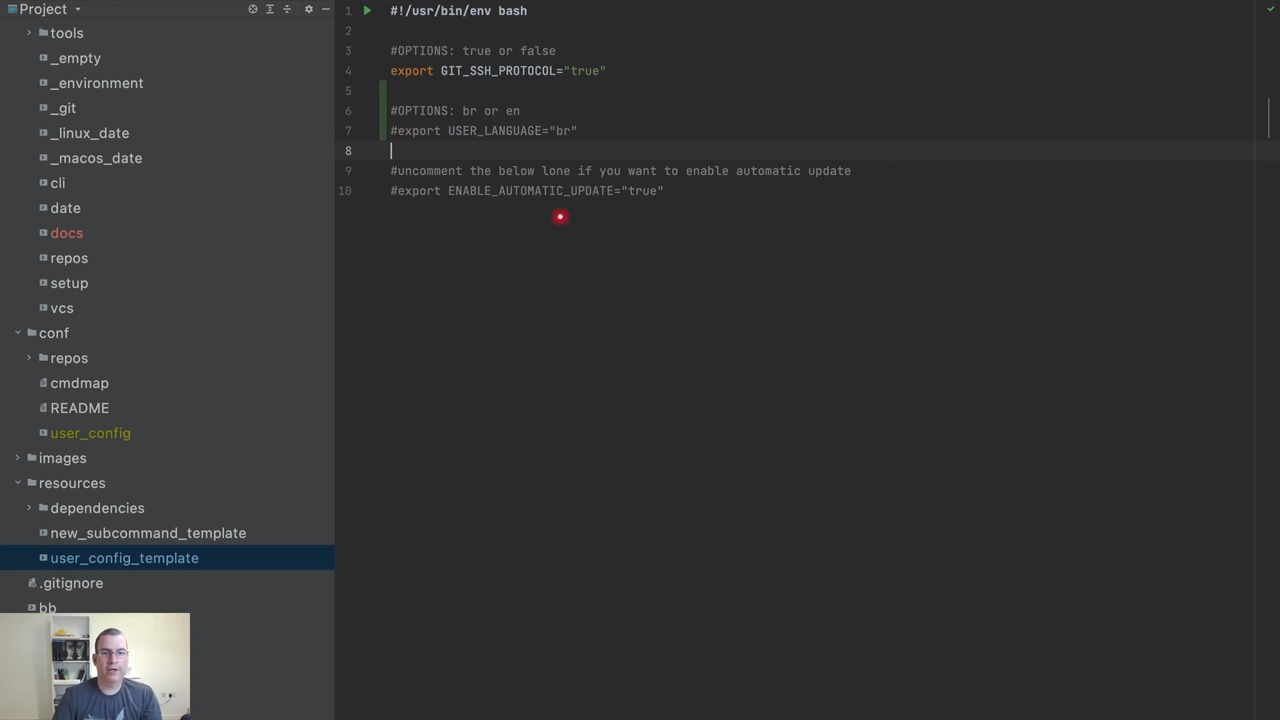 Project
tools
_empty
_environment
_git
_linux_date
_macos_date
cli
date
docs
repos
setup
vcs
conf
repos
cmdmap
README
user_config
images
resources
dependencies
new_subcommand_template
user_config_template
.gitignore
bb
1 #!/usr/bin/env bash
2
3 #OPTIONS: true or false
4 export GIT_SSH_PROTOCOL="true"
5
6 #OPTIONS: br or en
7 #export USER_LANGUAGE="br"
8
9 #uncomment the below lone if you want to enable automatic update
10 #export ENABLE_AUTOMATIC_UPDATE="true"